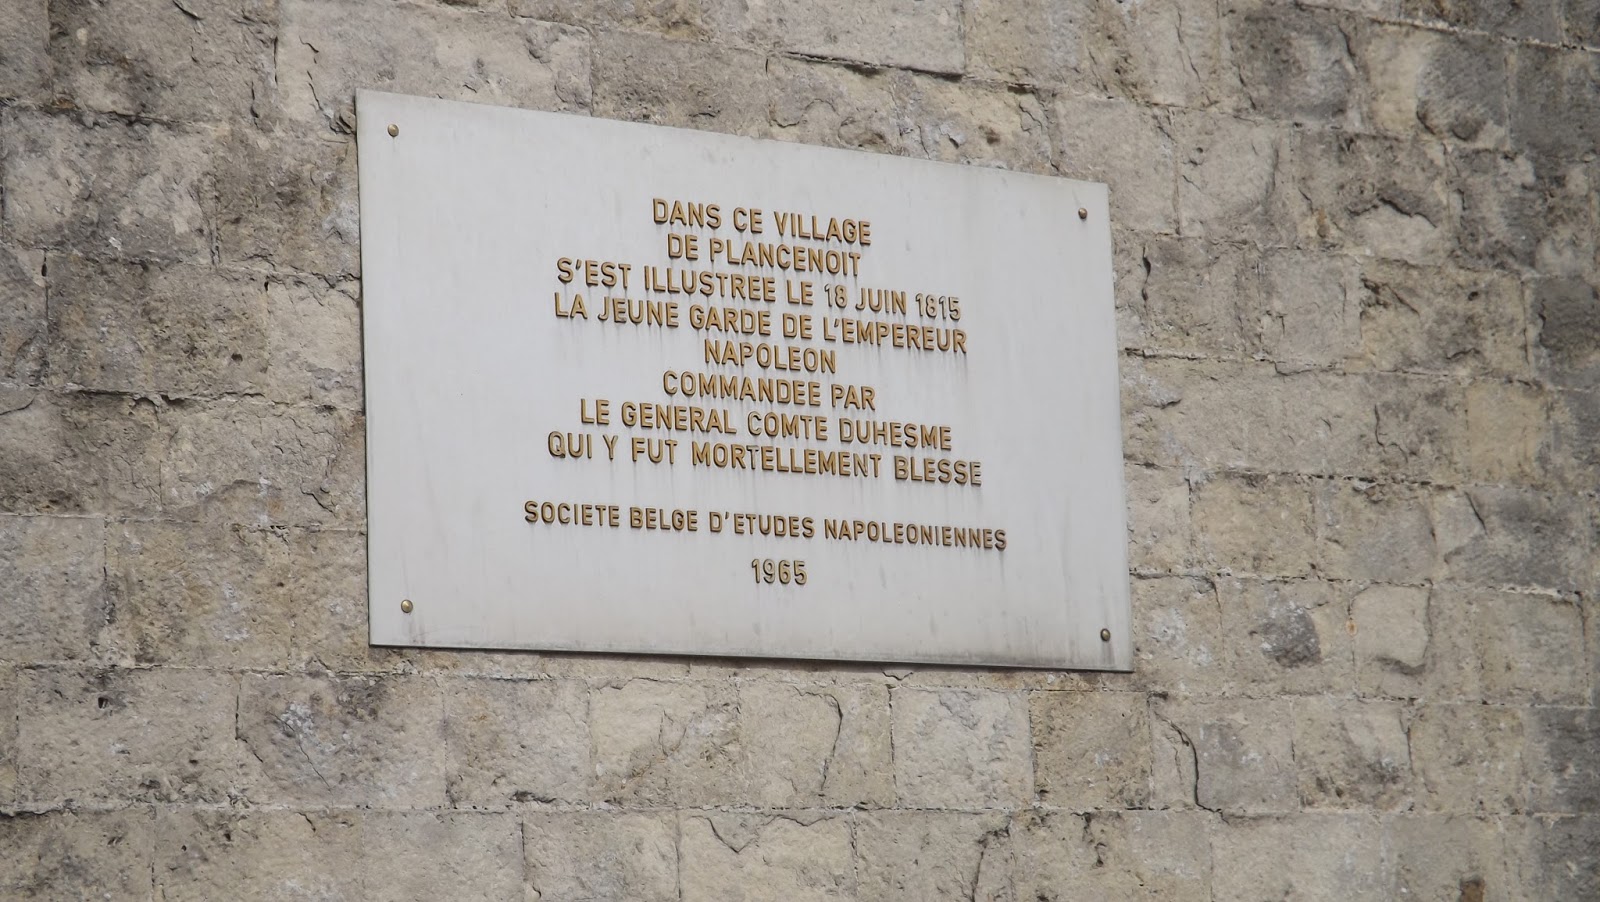 DANS CE VILLAGE
DE PLANCENOIT
S'EST ILLUSTREE LE 18 JUIN 1815
LA JEUNE GARDE DE L'EMPEREUR
NAPOLEON
COMMANDEE PAR
LE GENERAL COMTE DUHESME
QUI Y FUT MORTELLEMENT BLESSE
SOCIETE BELGE D'ETUDES NAPOLEONIENNES
1965